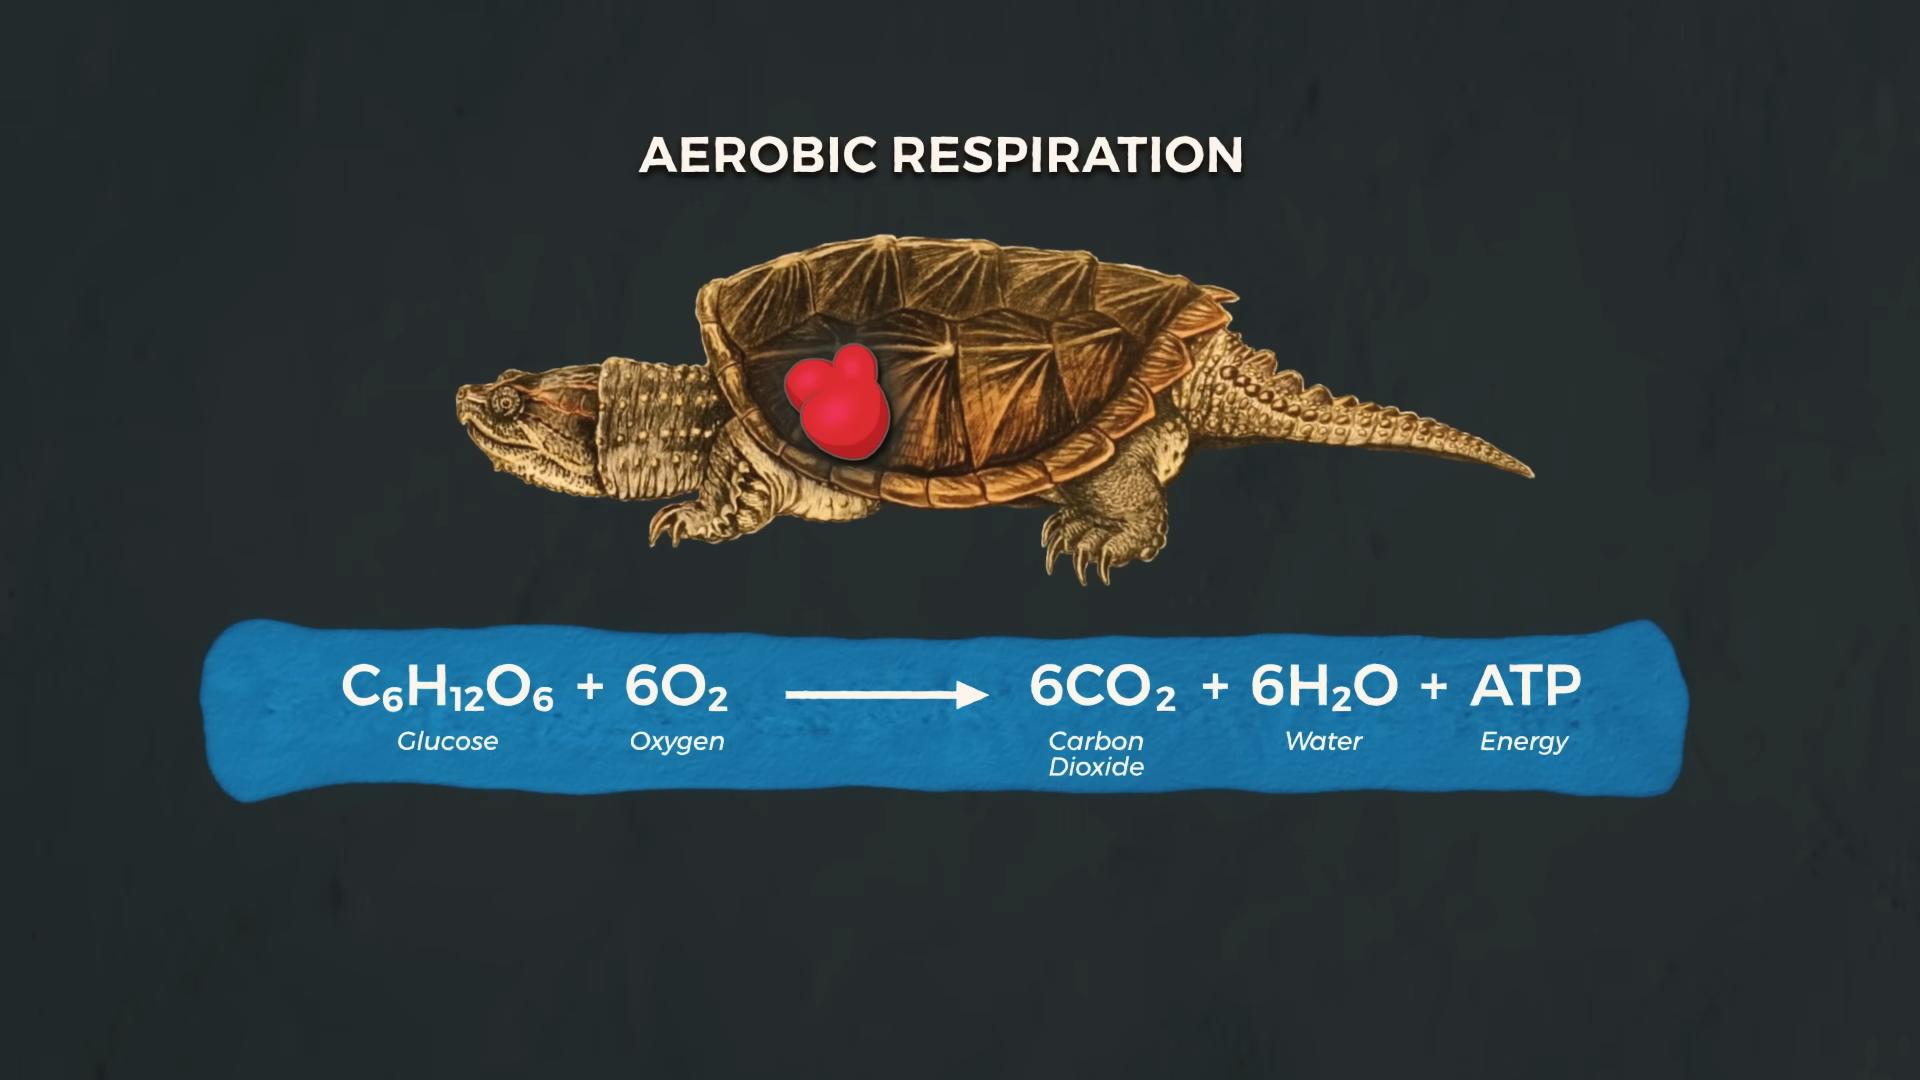 AEROBIC RESPIRATION
C₆H₁₂O₆ + 6O₂ → 6CO₂ + 6H₂O + ATP
Glucose Oxygen Carbon Dioxide Water Energy